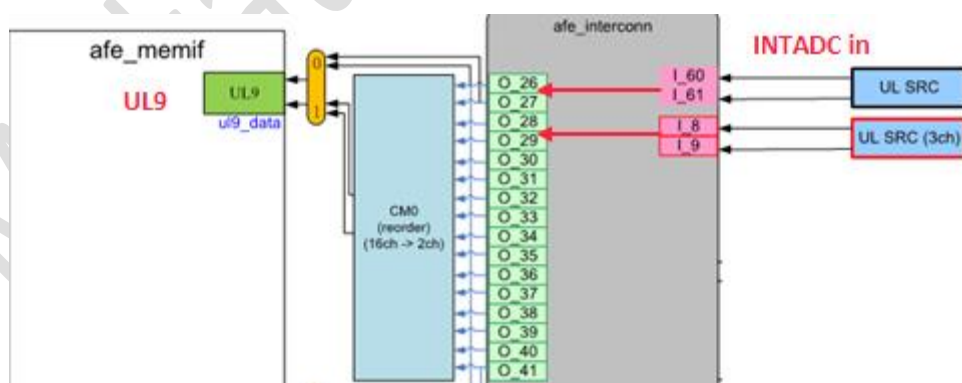 afe_memif
UL9
UL9
ul9_data
0
1
CM0
(reorder)
(16ch -> 2ch)
afe_interconn
O_26
O_27
O_28
O_29
O_30
O_31
O_32
O_33
O_34
O_35
O_36
O_37
O_38
O_39
O_40
O_41
I_60
I_61
I_8
I_9
INTADC in
UL SRC
UL SRC (3ch)